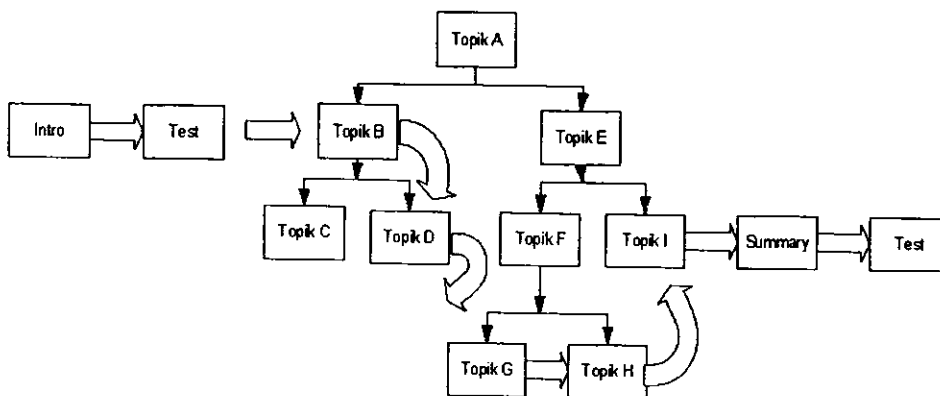 Topik A
Intro
Test
Topik B
Topik E
Topik C
Topik D
Topik F
Topik I
Summary
Test
Topik G
Topik H